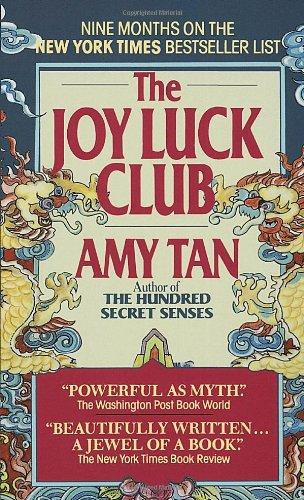 NINE MONTHS ON THE
NEW YORK TIMES BESTSELLER LIST
The
JOY LUCK
CLUB
AMY TAN
Author of
THE HUNDRED
SECRET SENSES
"POWERFUL AS MYTH."
The Washington Post Book World
"BEAUTIFULLY WRITTEN...
A JEWEL OF A BOOK."
The New York Times Book Review